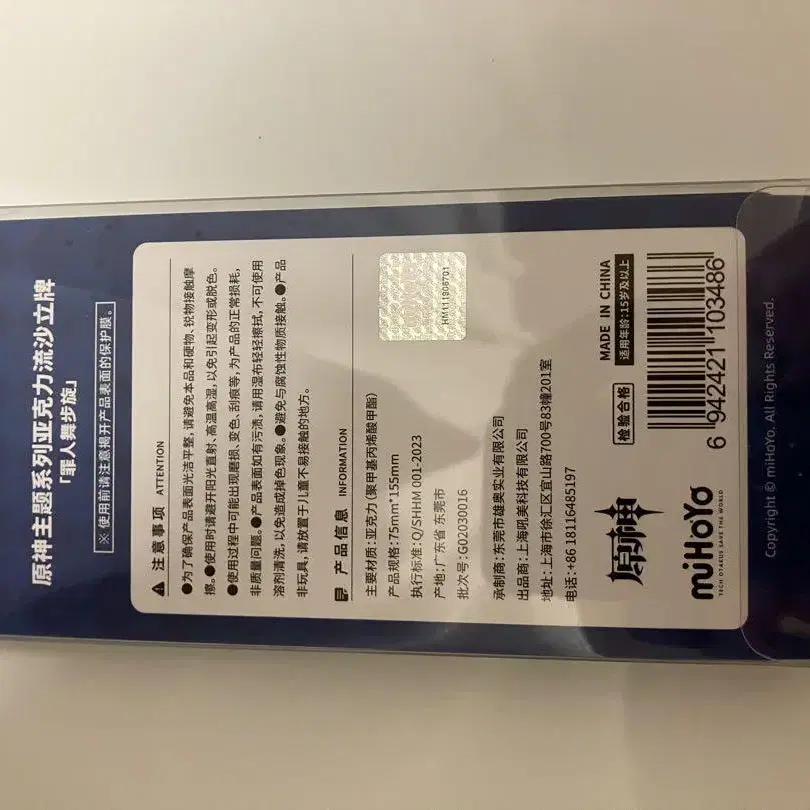 原神主题系列亚克力流沙立牌
「罪人舞步旋」
※ 使用前请注意揭开产品表面的保护膜。
注意事项 ATTENTION
●为了确保产品表面光洁平整,请避免本品和硬物、锐物接触摩
擦。●使用时请避开阳光直射、高温高湿,以免引起变形或脱色。
●使用过程中可能出现磨损、变色、刮痕等,为产品的正常损耗,
非质量问题。●产品表面如有污渍,请用湿布轻轻擦拭,不可使用
溶剂清洗,以免造成掉色现象。●避免与腐蚀性物质接触。●产品
非玩具,请放置于儿童不易接触的地方。
产品信息 INFORMATION
主要材质:亚克力(聚甲基丙烯酸甲酯)
产品规格:75mm*155mm
执行标准:Q/SHHM 001-2023
产地:广东省 东莞市
批次号:G02030016
承制商:东莞市雄奥实业有限公司
出品商:上海吼美科技有限公司
地址:上海市徐汇区宜山路700号83幢201室
电话:+86 18116485197
HM111908701
原神
miHoYo
TECH OTAKUS SAVE THE WORLD
检验合格
MADE IN CHINA
适用年龄:15岁及以上
6 942421 103486
Copyright © miHoYo. All Rights Reserved.